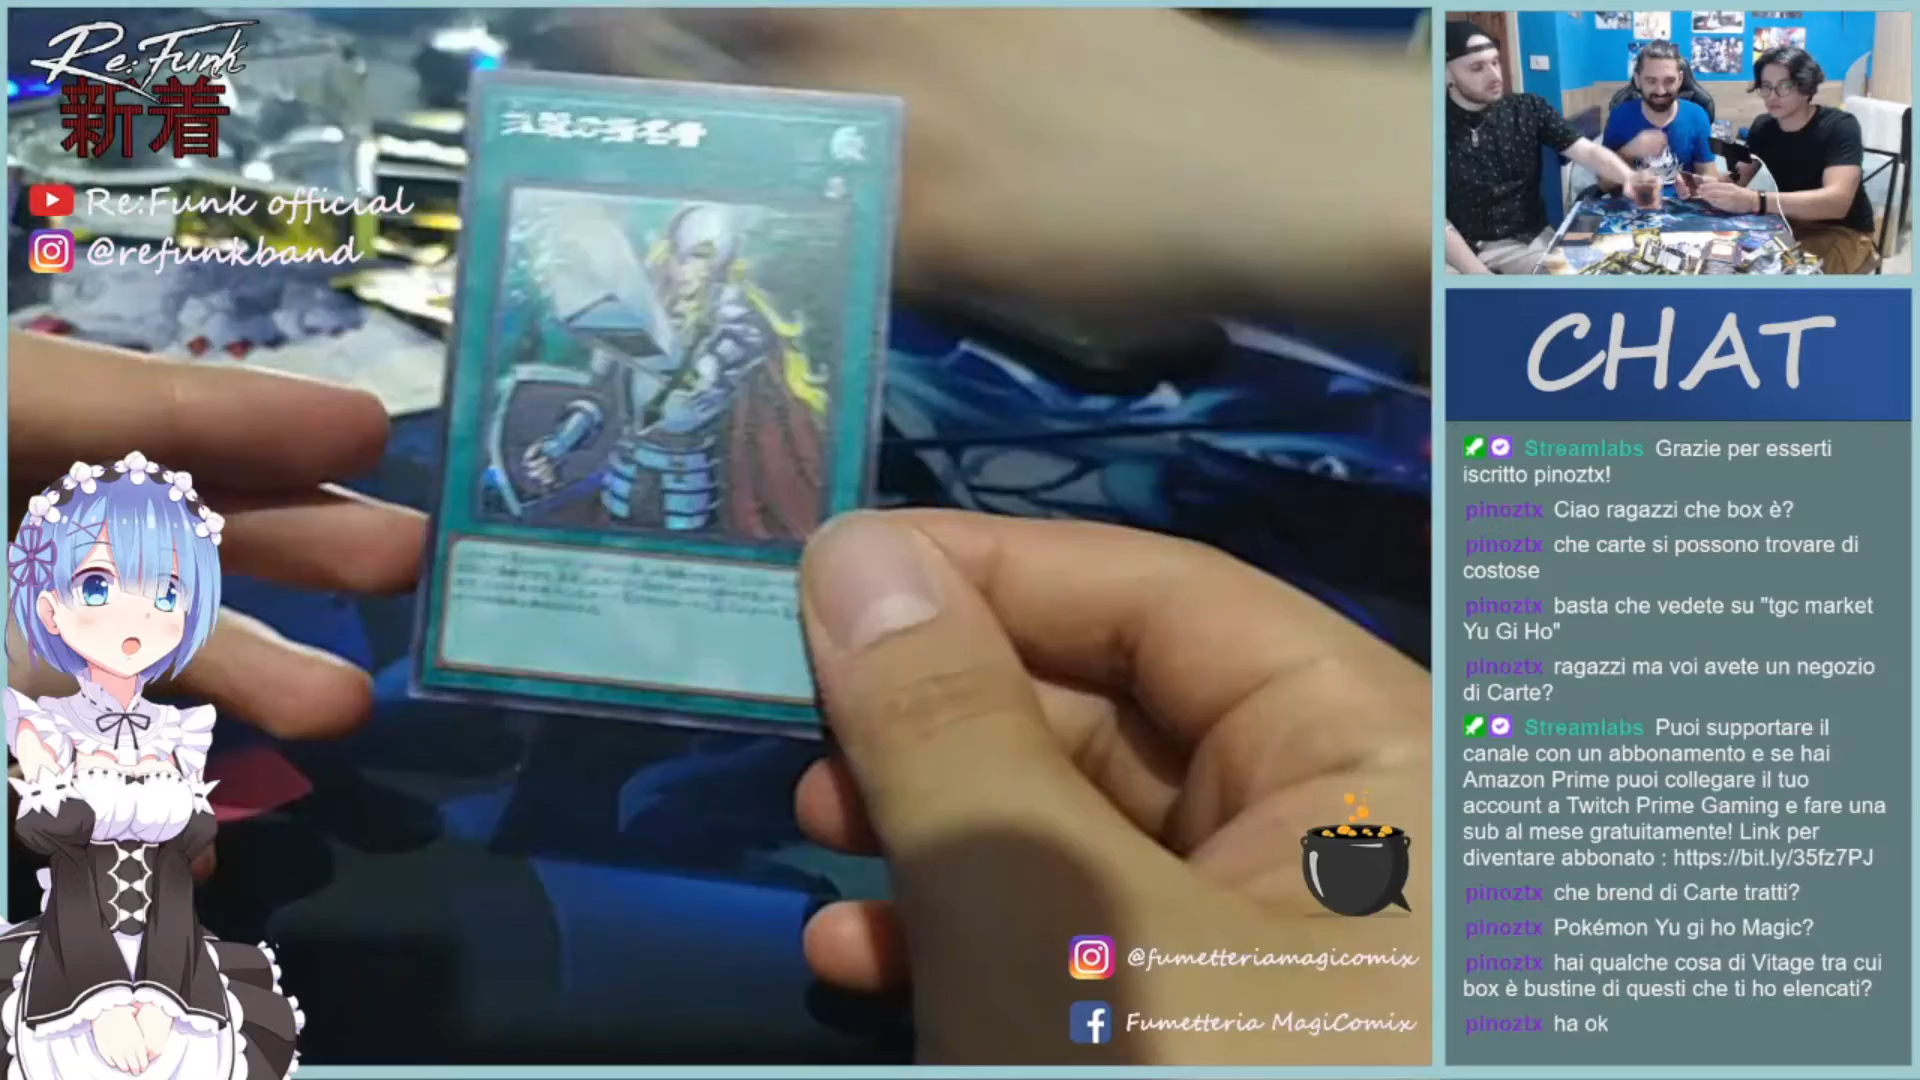 Re:Funk
新着
Re:Funk official
@refunkband
CHAT
Streamlabs Grazie per esserti
iscritto pinoztx!
pinoztx Ciao ragazzi che box è?
pinoztx che carte si possono trovare di
costose
pinoztx basta che vedete su "tgc market
Yu Gi Ho"
pinoztx ragazzi ma voi avete un negozio
di Carte?
Streamlabs Puoi supportare il
canale con un abbonamento e se hai
Amazon Prime puoi collegare il tuo
account a Twitch Prime Gaming e fare una
sub al mese gratuitamente! Link per
diventare abbonato : https://bit.ly/35fz7PJ
pinoztx che brend di Carte tratti?
pinoztx Pokémon Yu gi ho Magic?
pinoztx hai qualche cosa di Vitage tra cui
box è bustine di questi che ti ho elencati?
pinoztx ha ok
@fumetteriamagicomix
Fumetteria MagiComix